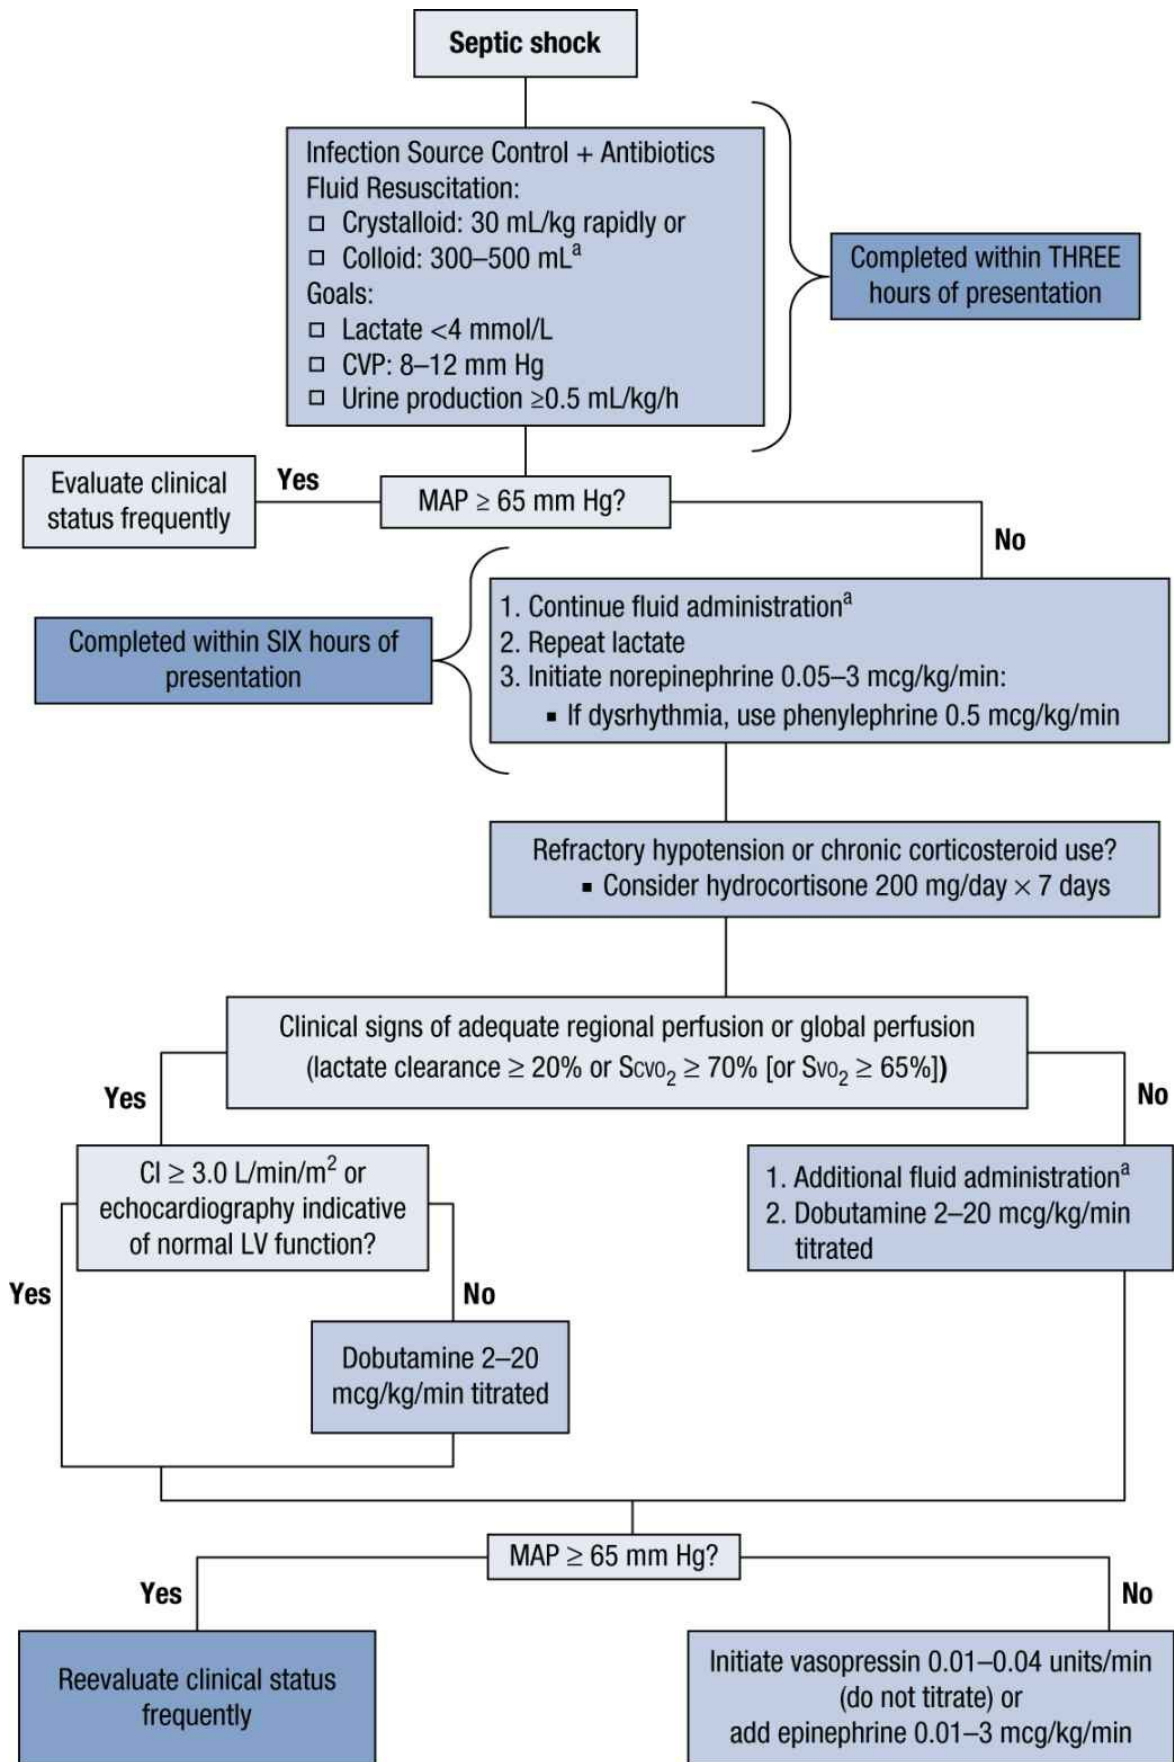 Septic shock
Infection Source Control + Antibiotics
Fluid Resuscitation:
□ Crystalloid: 30 mL/kg rapidly or
□ Colloid: 300–500 mLᵃ
Goals:
□ Lactate <4 mmol/L
□ CVP: 8–12 mm Hg
□ Urine production ≥0.5 mL/kg/h
Completed within THREE
hours of presentation
Evaluate clinical
status frequently
Yes
MAP ≥ 65 mm Hg?
No
Completed within SIX hours of
presentation
1. Continue fluid administrationᵃ
2. Repeat lactate
3. Initiate norepinephrine 0.05–3 mcg/kg/min:
▪ If dysrhythmia, use phenylephrine 0.5 mcg/kg/min
Refractory hypotension or chronic corticosteroid use?
▪ Consider hydrocortisone 200 mg/day × 7 days
Clinical signs of adequate regional perfusion or global perfusion
(lactate clearance ≥ 20% or ScvO₂ ≥ 70% [or SvO₂ ≥ 65%])
Yes
No
CI ≥ 3.0 L/min/m² or
echocardiography indicative
of normal LV function?
1. Additional fluid administrationᵃ
2. Dobutamine 2–20 mcg/kg/min
titrated
Yes
No
Dobutamine 2–20
mcg/kg/min titrated
MAP ≥ 65 mm Hg?
Yes
No
Reevaluate clinical status
frequently
Initiate vasopressin 0.01–0.04 units/min
(do not titrate) or
add epinephrine 0.01–3 mcg/kg/min